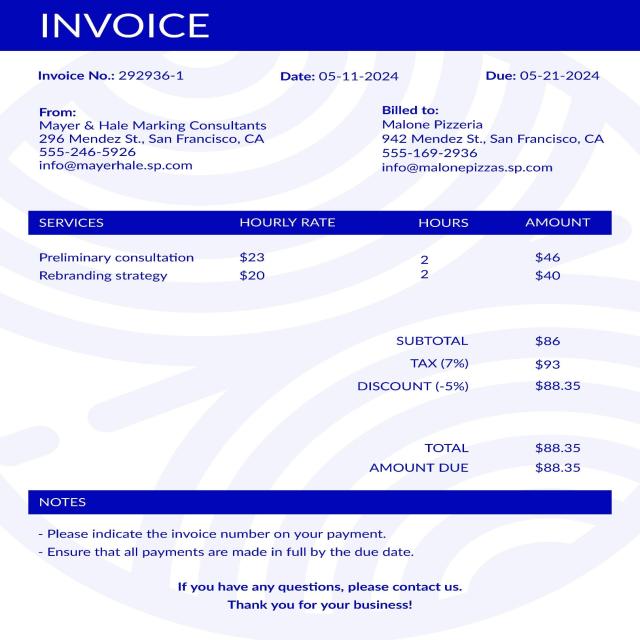 INVOICE
Invoice No.: 292936-1 Date: 05-11-2024 Due: 05-21-2024
From:
Mayer & Hale Marking Consultants
296 Mendez St., San Francisco, CA
555-246-5926
info@mayerhale.sp.com
Billed to:
Malone Pizzeria
942 Mendez St., San Francisco, CA
555-169-2936
info@malonepizzas.sp.com
SERVICES HOURLY RATE HOURS AMOUNT
Preliminary consultation $23 2 $46
Rebranding strategy $20 2 $40
SUBTOTAL $86
TAX (7%) $93
DISCOUNT (-5%) $88.35
TOTAL $88.35
AMOUNT DUE $88.35
NOTES
- Please indicate the invoice number on your payment.
- Ensure that all payments are made in full by the due date.
If you have any questions, please contact us.
Thank you for your business!